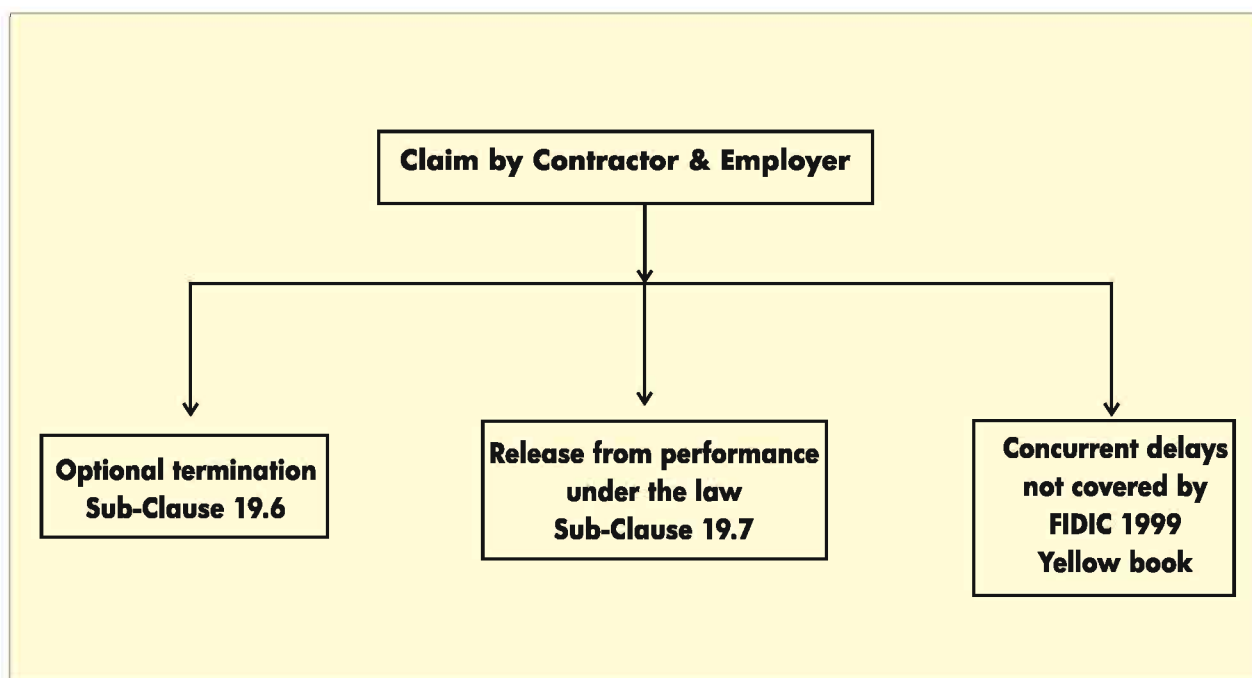 Claim by Contractor & Employer
Optional termination
Sub-Clause 19.6
Release from performance
under the law
Sub-Clause 19.7
Concurrent delays
not covered by
FIDIC 1999
Yellow book